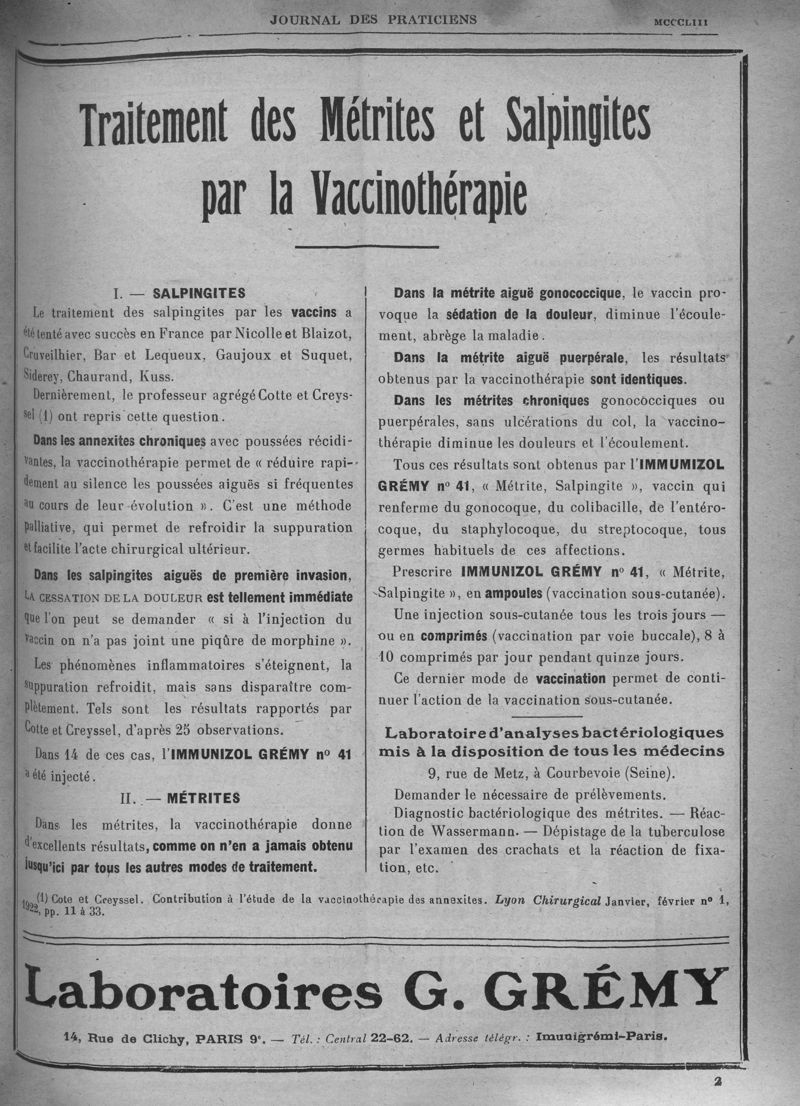 JOURNAL DES PRATICIENS
MCCCLIII
Traitement des Métrites et Salpingites
par la Vaccinothérapie
I. — SALPINGITES
Le traitement des salpingites par les vaccins a
été tenté avec succès en France par Nicolle et Blaizot,
Cruveilhier, Bar et Lequeux, Gaujoux et Suquet,
Siderey, Chaurand, Kuss.
Dernièrement, le professeur agrégé Cotte et Creys-
sel (1) ont repris cette question.
Dans les annexites chroniques avec poussées récidi-
vantes, la vaccinothérapie permet de « réduire rapi-
dement au silence les poussées aiguës si fréquentes
au cours de leur évolution ». C'est une méthode
palliative, qui permet de refroidir la suppuration
et facilite l'acte chirurgical ultérieur.
Dans les salpingites aiguës de première invasion,
LA CESSATION DE LA DOULEUR est tellement immédiate
que l'on peut se demander « si à l'injection du
vaccin on n'a pas joint une piqûre de morphine ».
Les phénomènes inflammatoires s'éteignent, la
suppuration refroidit, mais sans disparaître com-
plètement. Tels sont les résultats rapportés par
Cotte et Creyssel, d'après 25 observations.
Dans 14 de ces cas, l'IMMUNIZOL GRÉMY nº 41
a été injecté.
II. — MÉTRITES
Dans les métrites, la vaccinothérapie donne
d'excellents résultats, comme on n'en a jamais obtenu
jusqu'ici par tous les autres modes de traitement.
Dans la métrite aiguë gonococcique, le vaccin pro-
voque la sédation de la douleur, diminue l'écoule-
ment, abrège la maladie.
Dans la métrite aiguë puerpérale, les résultats
obtenus par la vaccinothérapie sont identiques.
Dans les métrites chroniques gonococciques ou
puerpérales, sans ulcérations du col, la vaccino-
thérapie diminue les douleurs et l'écoulement.
Tous ces résultats sont obtenus par l'IMMUMIZOL
GRÉMY nº 41, « Métrite, Salpingite », vaccin qui
renferme du gonocoque, du colibacille, de l'entéro-
coque, du staphylocoque, du streptocoque, tous
germes habituels de ces affections.
Prescrire IMMUNIZOL GRÉMY nº 41, « Métrite,
Salpingite », en ampoules (vaccination sous-cutanée).
Une injection sous-cutanée tous les trois jours —
ou en comprimés (vaccination par voie buccale), 8 à
10 comprimés par jour pendant quinze jours.
Ce dernier mode de vaccination permet de conti-
nuer l'action de la vaccination sous-cutanée.
Laboratoire d'analyses bactériologiques
mis à la disposition de tous les médecins
9, rue de Metz, à Courbevoie (Seine).
Demander le nécessaire de prélèvements.
Diagnostic bactériologique des métrites. — Réac-
tion de Wassermann. — Dépistage de la tuberculose
par l'examen des crachats et la réaction de fixa-
tion, etc.
(1) Cote et Greyssel. Contribution à l'étude de la vaccinothérapie des annexites. Lyon Chirurgical Janvier, février nº 1,
1922, pp. 11 à 33.
Laboratoires G. GRÉMY
14, Rue de Clichy, PARIS 9e. — Tél. : Central 22-62. — Adresse télégr. : Imunigrémi-Paris.
2